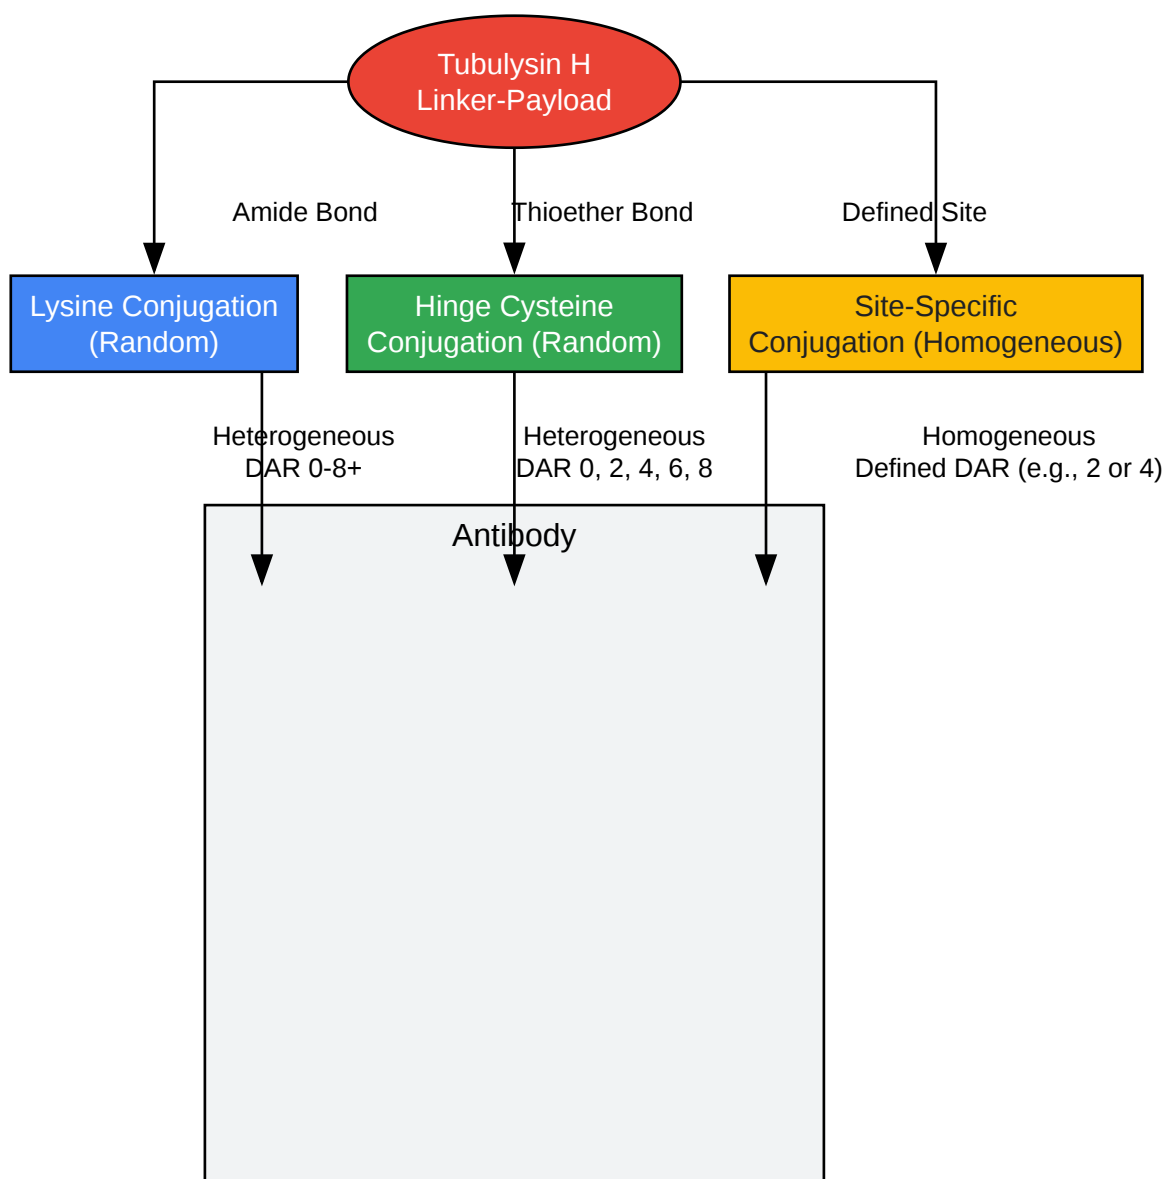 Tubulysin H
Linker-Payload
Amide Bond
Thioether Bond
Defined Site
Lysine Conjugation
(Random)
Hinge Cysteine
Conjugation (Random)
Site-Specific
Conjugation (Homogeneous)
Heterogeneous
DAR 0-8+
Heterogeneous
DAR 0, 2, 4, 6, 8
Homogeneous
Defined DAR (e.g., 2 or 4)
Antibody